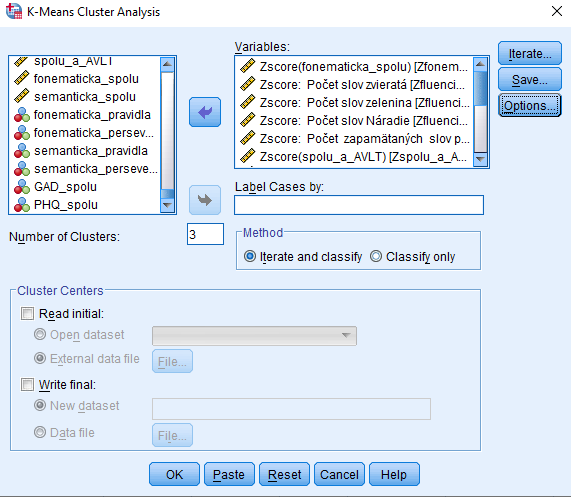 K-Means Cluster Analysis
spolu_a_AVLT
fonematicka_spolu
semanticka_spolu
fonematicka_pravidla
fonematicka_persev...
semanticka_pravidla
semanticka_perseve...
GAD_spolu
PHQ_spolu
Variables:
Zscore(fonematicka_spolu) [Zfonem...
Zscore: Počet slov zvieratá [Zfluenci...
Zscore: Počet slov zelenina [Zfluenci...
Zscore: Počet slov Náradie [Zfluenci...
Zscore: Počet zapamätaných slov p...
Zscore(spolu_a_AVLT) [Zspolu_a_A...
Iterate...
Save...
Options...
Label Cases by:
Number of Clusters:
3
Method
Iterate and classify
Classify only
Cluster Centers
Read initial:
Open dataset
External data file
File...
Write final:
New dataset
Data file
File...
OK
Paste
Reset
Cancel
Help